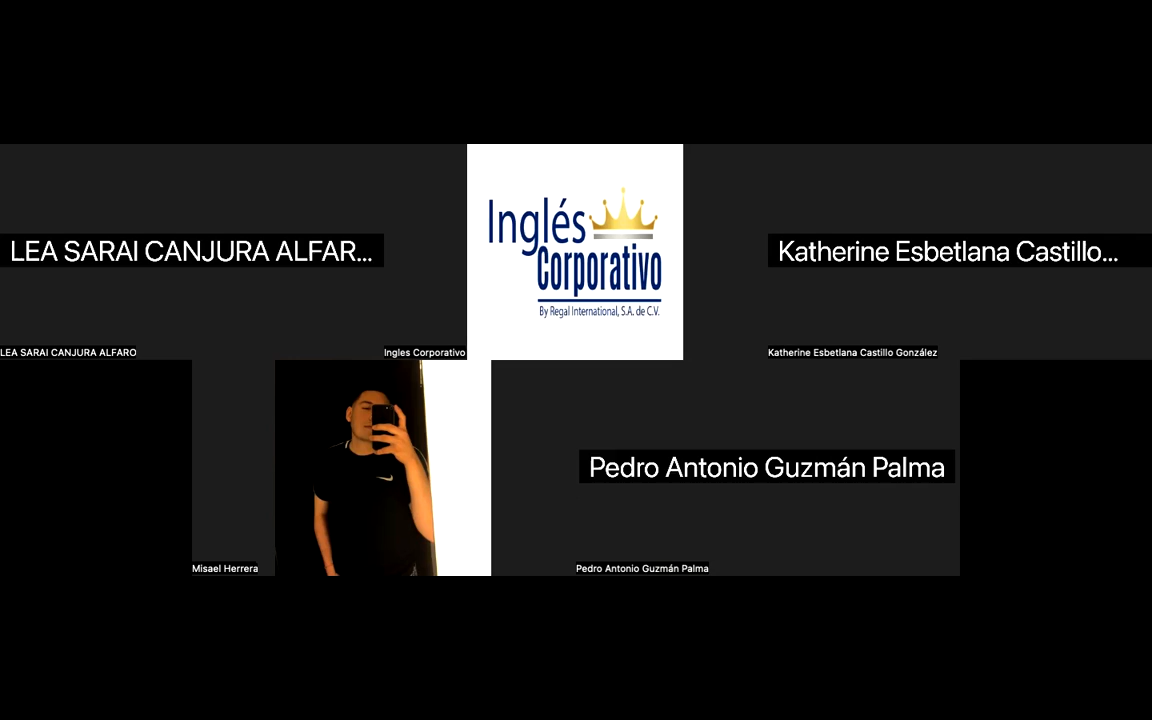 LEA SARAI CANJURA ALFAR...
LEA SARAI CANJURA ALFARO
Inglés
Corporativo
By Regal International, S.A. de C.V.
Ingles Corporativo
Katherine Esbetlana Castillo...
Katherine Esbetlana Castillo González
Misael Herrera
Pedro Antonio Guzmán Palma
Pedro Antonio Guzmán Palma